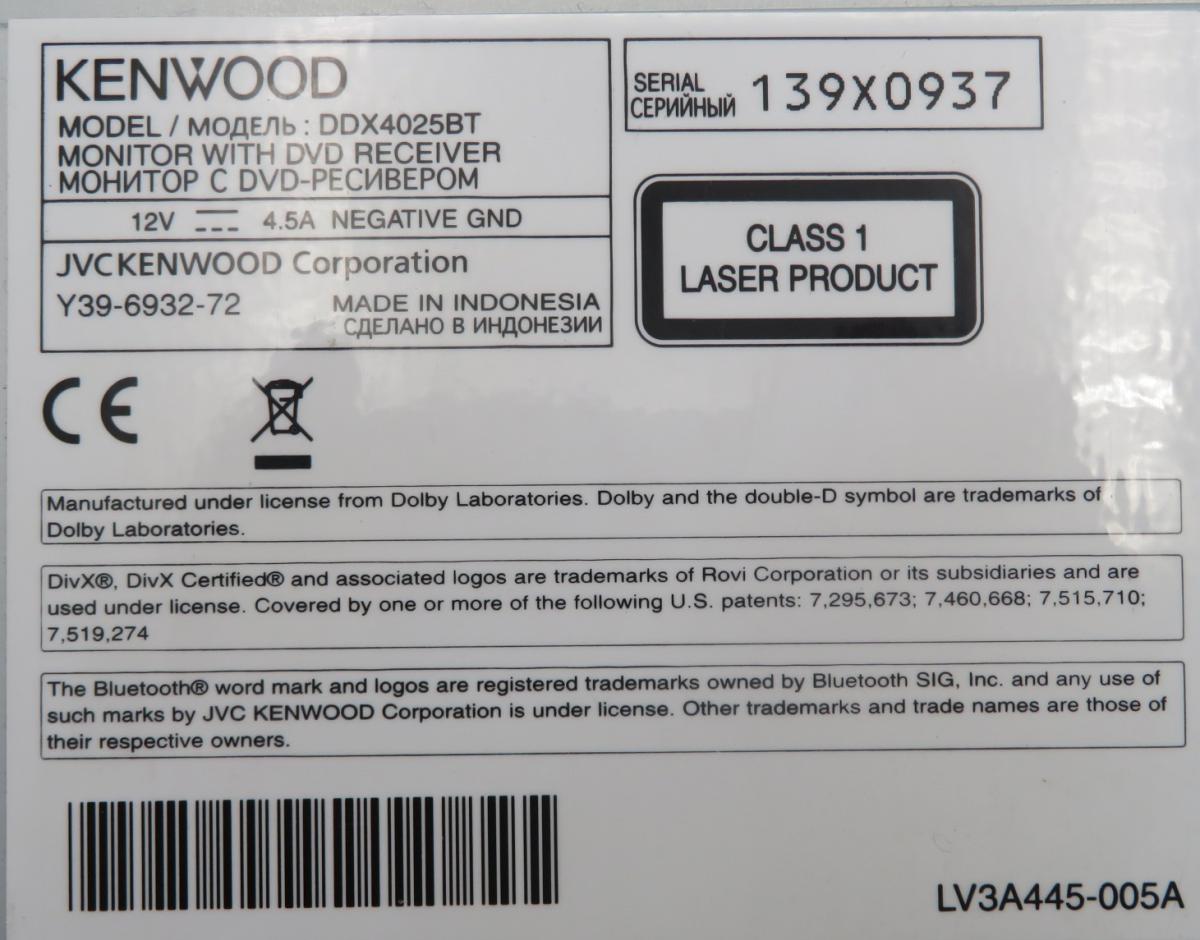 KENWOOD
MODEL / МОДЕЛЬ : DDX4025BT
MONITOR WITH DVD RECEIVER
МОНИТОР С DVD-РЕСИВЕРОМ
12V 4.5A NEGATIVE GND
JVCKENWOOD Corporation
Y39-6932-72
MADE IN INDONESIA
СДЕЛАНО В ИНДОНЕЗИИ
SERIAL
СЕРИЙНЫЙ
139X0937
CLASS 1
LASER PRODUCT
CE
Manufactured under license from Dolby Laboratories. Dolby and the double-D symbol are trademarks of
Dolby Laboratories.
DivX®, DivX Certified® and associated logos are trademarks of Rovi Corporation or its subsidiaries and are
used under license. Covered by one or more of the following U.S. patents: 7,295,673; 7,460,668; 7,515,710;
7,519,274
The Bluetooth® word mark and logos are registered trademarks owned by Bluetooth SIG, Inc. and any use of
such marks by JVC KENWOOD Corporation is under license. Other trademarks and trade names are those of
their respective owners.
LV3A445-005A